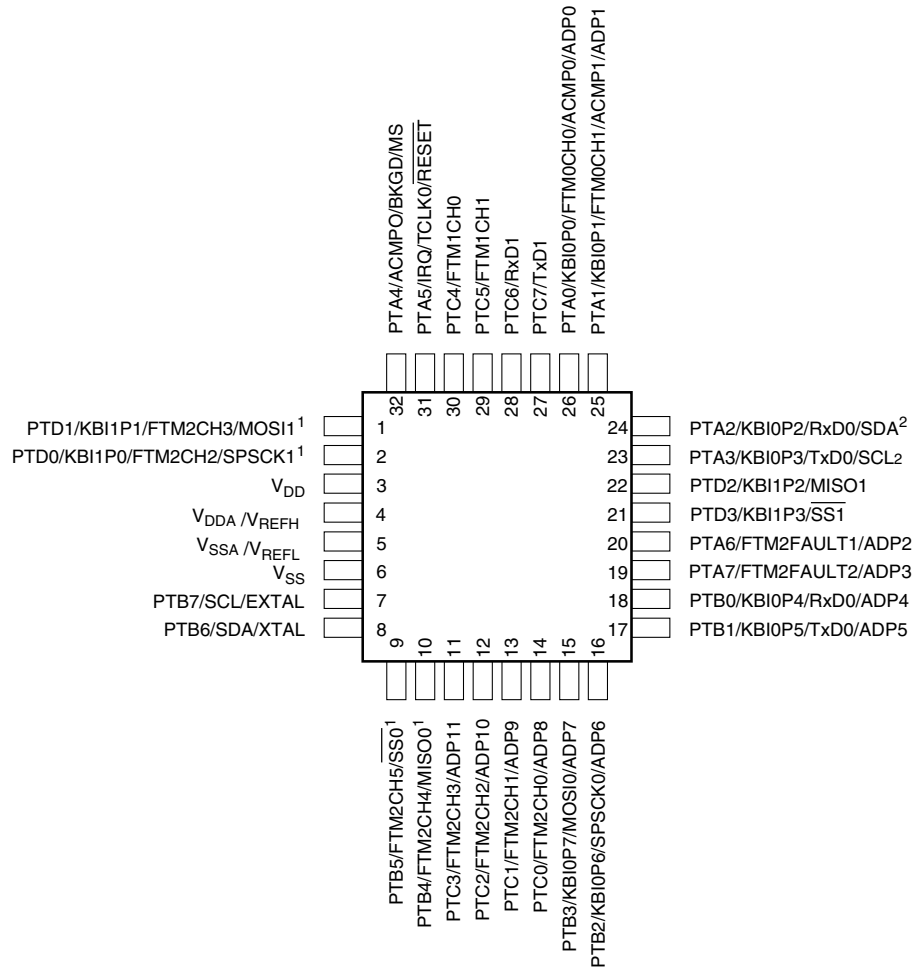 PTA4/ACMPO/BKGD/MS
PTA5/IRQ/TCLK0/RESET
PTC4/FTM1CH0
PTC5/FTM1CH1
PTC6/RxD1
PTC7/TxD1
PTA0/KBI0P0/FTM0CH0/ACMP0/ADP0
PTA1/KBI0P1/FTM0CH1/ACMP1/ADP1
32
31
30
29
28
27
26
25
PTD1/KBI1P1/FTM2CH3/MOSI1¹ 1
PTD0/KBI1P0/FTM2CH2/SPSCK1¹ 2
VDD 3
VDDA /VREFH 4
VSSA /VREFL 5
VSS 6
PTB7/SCL/EXTAL 7
PTB6/SDA/XTAL 8
24 PTA2/KBI0P2/RxD0/SDA²
23 PTA3/KBI0P3/TxD0/SCL2
22 PTD2/KBI1P2/MISO1
21 PTD3/KBI1P3/SS1
20 PTA6/FTM2FAULT1/ADP2
19 PTA7/FTM2FAULT2/ADP3
18 PTB0/KBI0P4/RxD0/ADP4
17 PTB1/KBI0P5/TxD0/ADP5
9
10
11
12
13
14
15
16
PTB5/FTM2CH5/SS0¹
PTB4/FTM2CH4/MISO0¹
PTC3/FTM2CH3/ADP11
PTC2/FTM2CH2/ADP10
PTC1/FTM2CH1/ADP9
PTC0/FTM2CH0/ADP8
PTB3/KBI0P7/MOSI0/ADP7
PTB2/KBI0P6/SPSCK0/ADP6